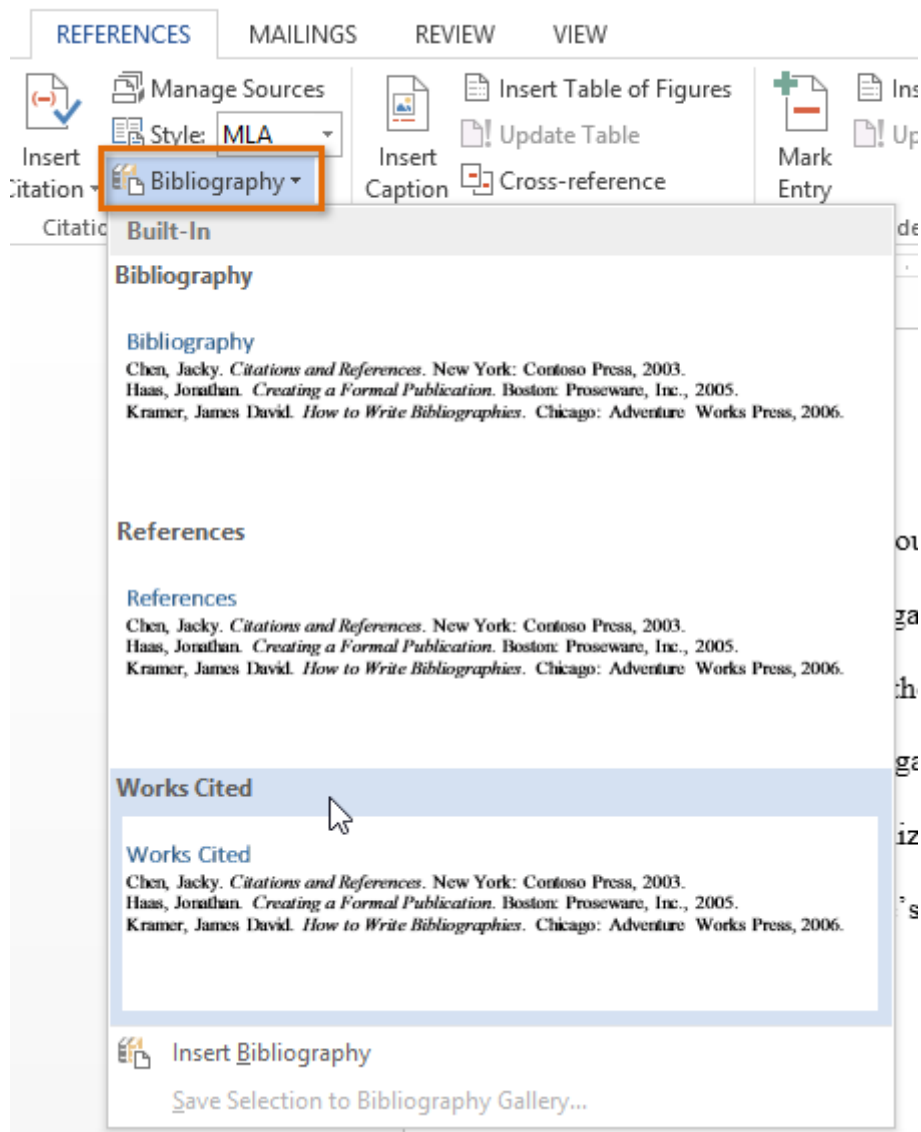 REFERENCES MAILINGS REVIEW VIEW
Manage Sources Insert Table of Figures
Style: MLA Update Table
Insert Insert Mark
Bibliography Cross-reference
Citation Caption Entry
Built-In
Bibliography
Bibliography
Chen, Jacky. Citations and References. New York: Contoso Press, 2003.
Haas, Jonathan. Creating a Formal Publication. Boston: Proseware, Inc., 2005.
Kramer, James David. How to Write Bibliographies. Chicago: Adventure Works Press, 2006.
References
References
Chen, Jacky. Citations and References. New York: Contoso Press, 2003.
Haas, Jonathan. Creating a Formal Publication. Boston: Proseware, Inc., 2005.
Kramer, James David. How to Write Bibliographies. Chicago: Adventure Works Press, 2006.
Works Cited
Works Cited
Chen, Jacky. Citations and References. New York: Contoso Press, 2003.
Haas, Jonathan. Creating a Formal Publication. Boston: Proseware, Inc., 2005.
Kramer, James David. How to Write Bibliographies. Chicago: Adventure Works Press, 2006.
Insert Bibliography
Save Selection to Bibliography Gallery...